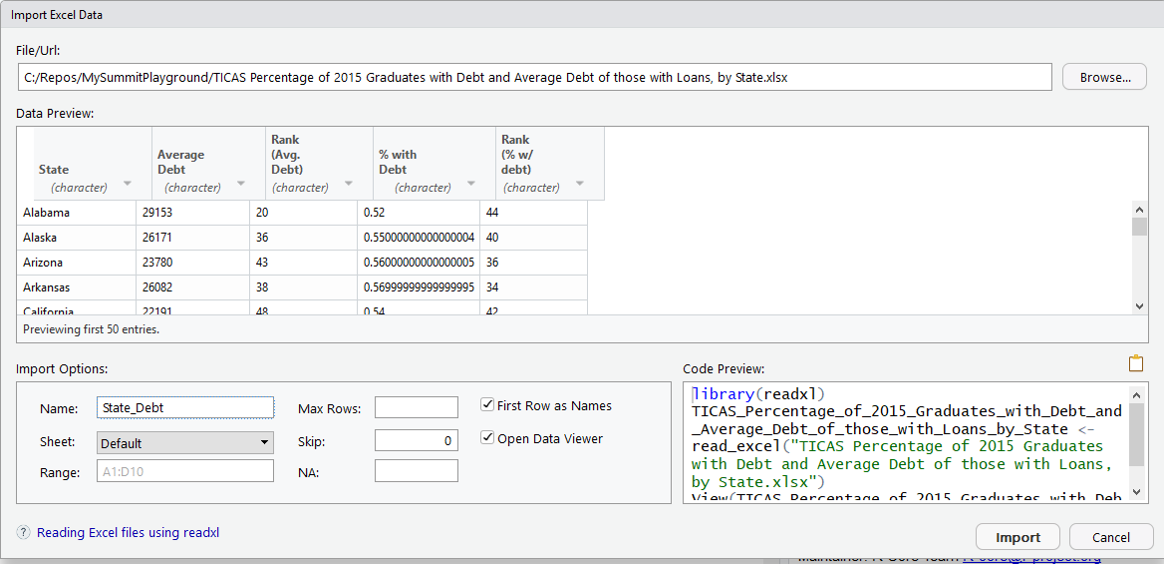 Import Excel Data
File/Url:
C:/Repos/MySummitPlayground/TICAS Percentage of 2015 Graduates with Debt and Average Debt of those with Loans, by State.xlsx
Browse...
Data Preview:
State (character) Average Debt (character) Rank (Avg. Debt) (character) % with Debt (character) Rank (% w/ debt) (character)
Alabama 29153 20 0.52 44
Alaska 26171 36 0.55000000000000004 40
Arizona 23780 43 0.56000000000000005 36
Arkansas 26082 38 0.56999999999999995 34
California 22191 48 0.54 42
Previewing first 50 entries.
Import Options:
Name: State_Debt
Max Rows:
First Row as Names
Sheet: Default
Skip: 0
Open Data Viewer
Range: A1:D10
NA:
Code Preview:
library(readxl)
TICAS_Percentage_of_2015_Graduates_with_Debt_and
_Average_Debt_of_those_with_Loans_by_State <-
read_excel("TICAS Percentage of 2015 Graduates
with Debt and Average Debt of those with Loans,
by State.xlsx")
View(TICAS_Percentage_of_2015_Graduates_with_Deb
? Reading Excel files using readxl
Import
Cancel
Maintainer: R Core Team R-core@r-project.org